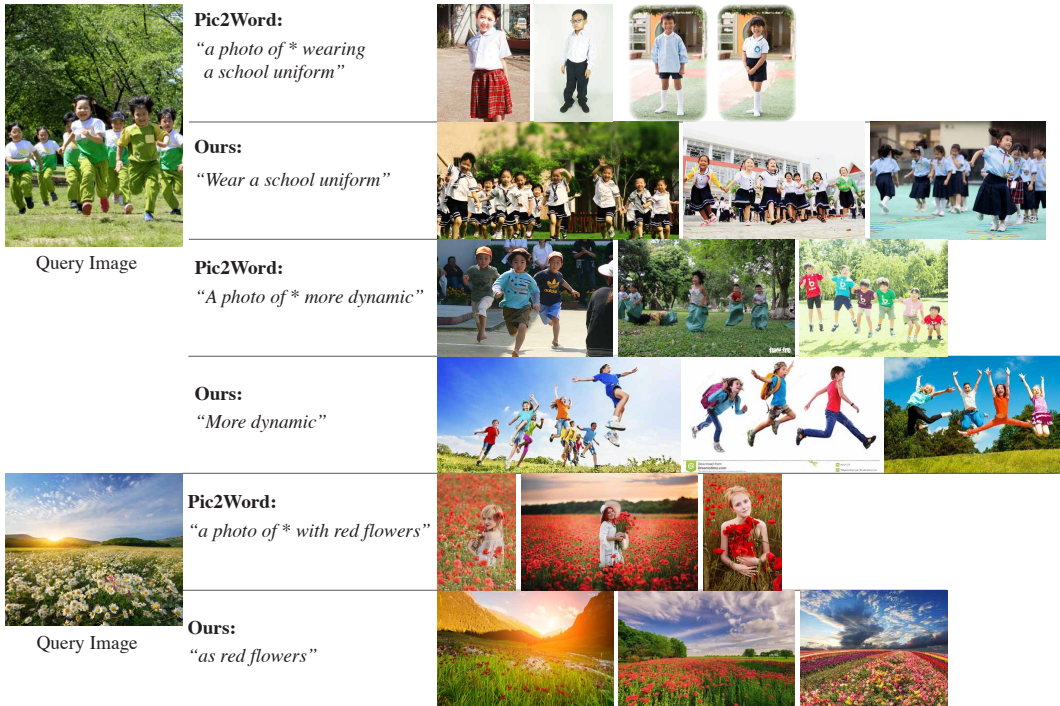 Pic2Word:
“a photo of * wearing
a school uniform”
Ours:
“Wear a school uniform”
Query Image
Pic2Word:
“A photo of * more dynamic”
Ours:
“More dynamic”
Pic2Word:
“a photo of * with red flowers”
Ours:
“as red flowers”
Query Image